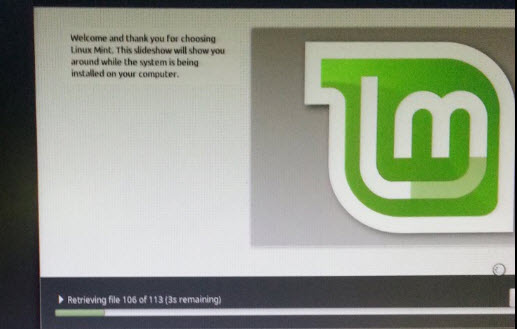 Welcome and thank you for choosing
Linux Mint. This slideshow will show you
around while the system is being
installed on your computer.
lm
Retrieving file 106 of 113 (3s remaining)